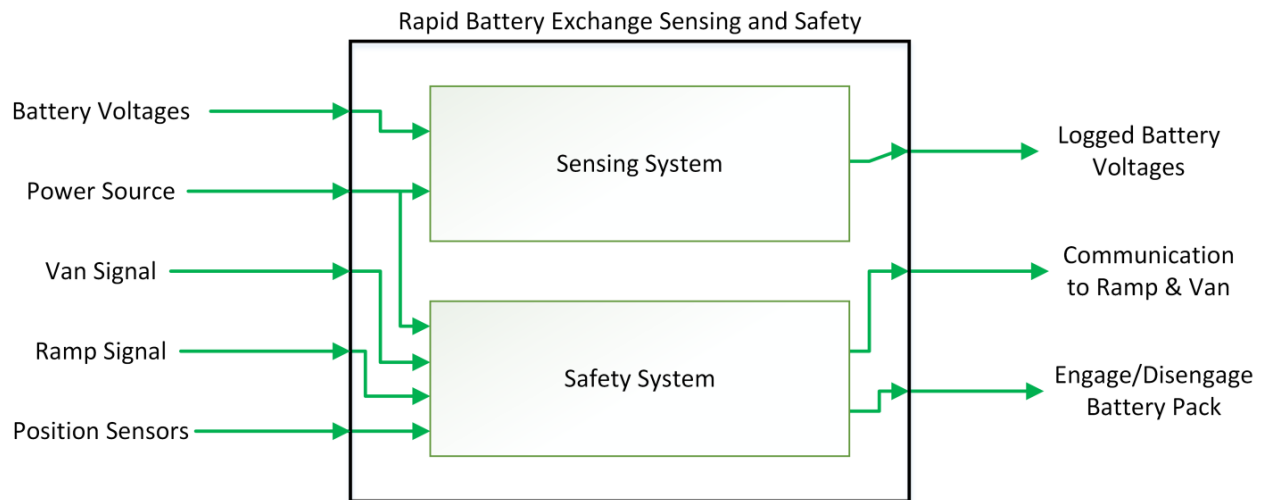 Rapid Battery Exchange Sensing and Safety
Battery Voltages
Power Source
Van Signal
Ramp Signal
Position Sensors
Sensing System
Safety System
Logged Battery
Voltages
Communication
to Ramp & Van
Engage/Disengage
Battery Pack